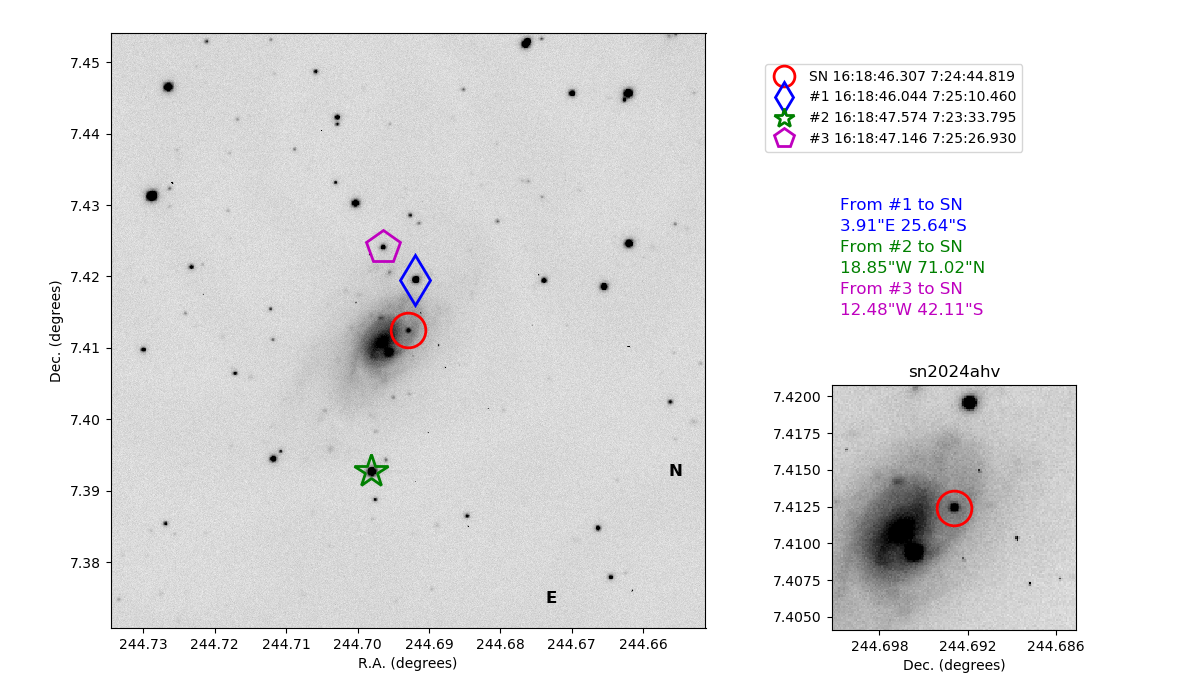 7.45
7.44
7.43
7.42
7.41
7.40
7.39
7.38
Dec. (degrees)
N
E
244.73 244.72 244.71 244.70 244.69 244.68 244.67 244.66
R.A. (degrees)
SN 16:18:46.307 7:24:44.819
#1 16:18:46.044 7:25:10.460
#2 16:18:47.574 7:23:33.795
#3 16:18:47.146 7:25:26.930
From #1 to SN
3.91"E 25.64"S
From #2 to SN
18.85"W 71.02"N
From #3 to SN
12.48"W 42.11"S
sn2024ahv
7.4200
7.4175
7.4150
7.4125
7.4100
7.4075
7.4050
244.698 244.692 244.686
Dec. (degrees)